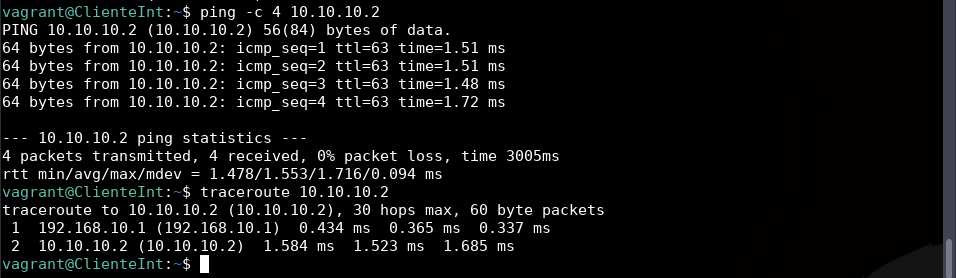 vagrant@ClienteInt:~$ ping -c 4 10.10.10.2
PING 10.10.10.2 (10.10.10.2) 56(84) bytes of data.
64 bytes from 10.10.10.2: icmp_seq=1 ttl=63 time=1.51 ms
64 bytes from 10.10.10.2: icmp_seq=2 ttl=63 time=1.51 ms
64 bytes from 10.10.10.2: icmp_seq=3 ttl=63 time=1.48 ms
64 bytes from 10.10.10.2: icmp_seq=4 ttl=63 time=1.72 ms

--- 10.10.10.2 ping statistics ---
4 packets transmitted, 4 received, 0% packet loss, time 3005ms
rtt min/avg/max/mdev = 1.478/1.553/1.716/0.094 ms
vagrant@ClienteInt:~$ traceroute 10.10.10.2
traceroute to 10.10.10.2 (10.10.10.2), 30 hops max, 60 byte packets
 1  192.168.10.1 (192.168.10.1)  0.434 ms  0.365 ms  0.337 ms
 2  10.10.10.2 (10.10.10.2)  1.584 ms  1.523 ms  1.685 ms
vagrant@ClienteInt:~$